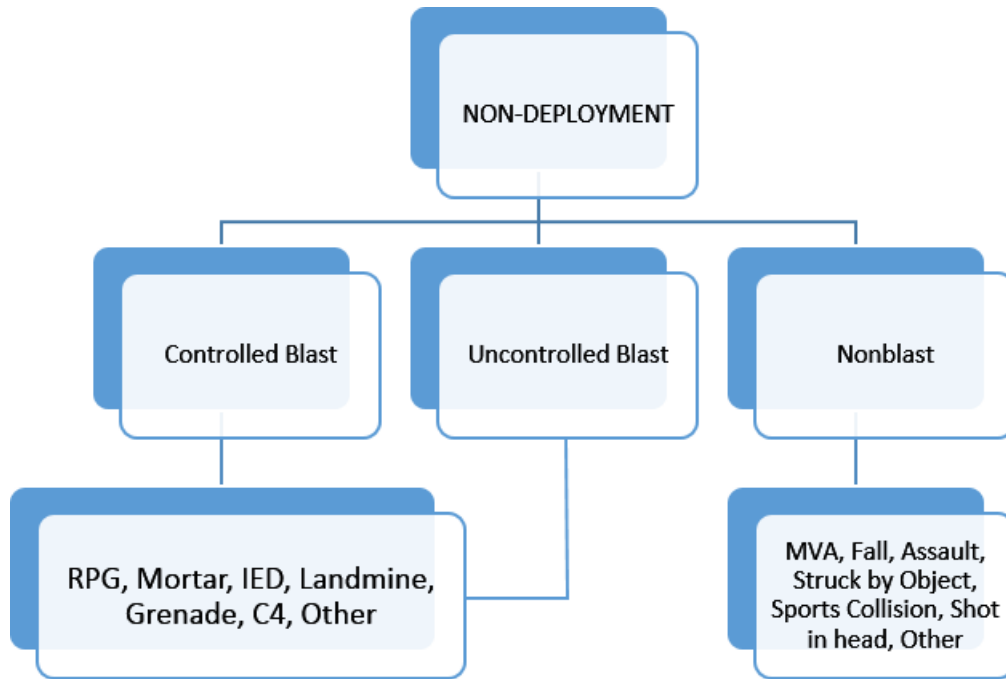 NON-DEPLOYMENT
Controlled Blast
Uncontrolled Blast
Nonblast
RPG, Mortar, IED, Landmine,
Grenade, C4, Other
MVA, Fall, Assault,
Struck by Object,
Sports Collision, Shot
in head, Other